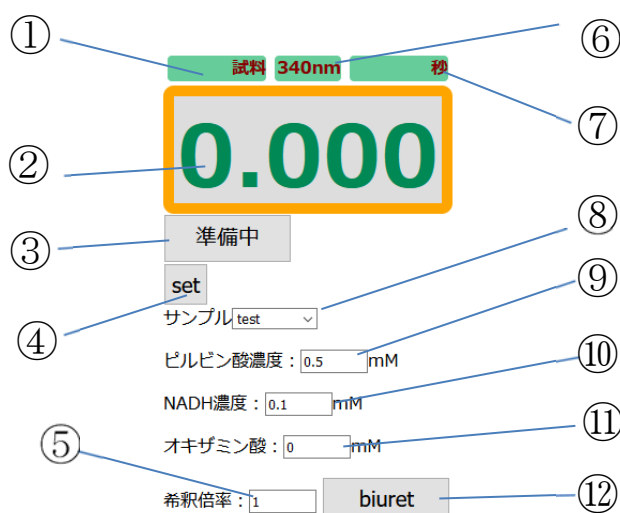 ①
⑥
試料 340nm 秒
⑦
0.000
②
準備中
⑧
③
set
⑨
サンプル test
④
ピルビン酸濃度：0.5 mM
⑩
NADH濃度：0.1 mM
⑪
オキザミン酸：0 mM
⑤
希釈倍率：1 biuret
⑫